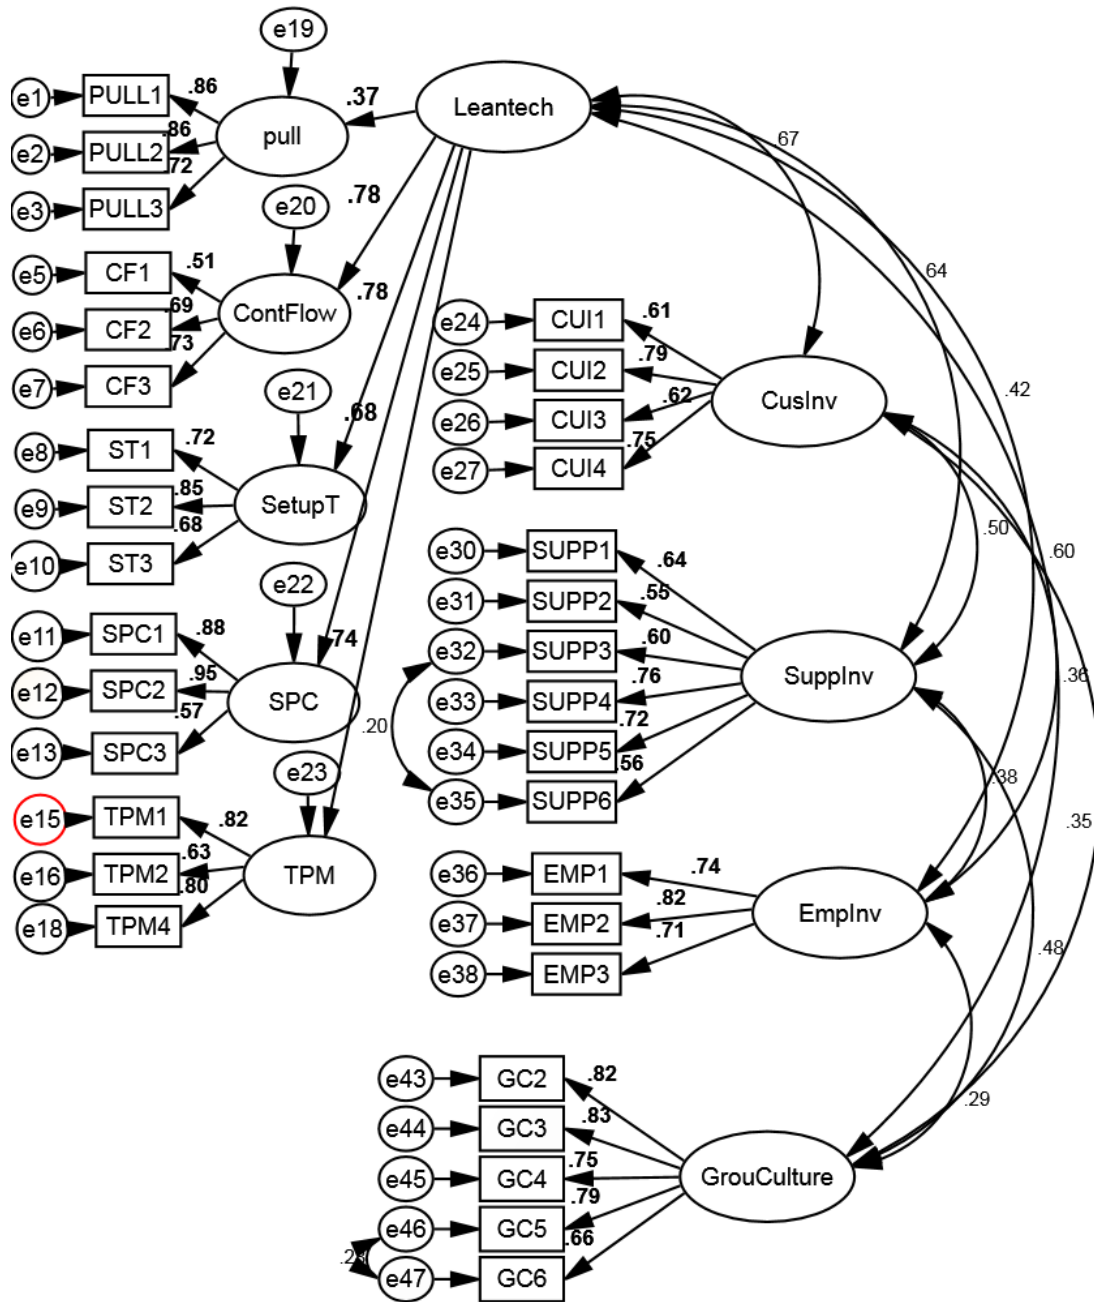 e19
e1 PULL1 .86
e2 PULL2 .86
e3 PULL3 .72
pull
.37
Leantech
e20
.78
e5 CF1 .51
e6 CF2 .69
e7 CF3 .73
ContFlow
.78
e21
e8 ST1 .72
e9 ST2 .85
e10 ST3 .68
SetupT
.68
e22
e11 SPC1 .88
e12 SPC2 .95
e13 SPC3 .57
SPC
.74
e23
e15 TPM1 .82
e16 TPM2 .63
e18 TPM4 .80
TPM
.67
.64
.42
e24 CUI1 .61
e25 CUI2 .79
e26 CUI3 .62
e27 CUI4 .75
CusInv
.50
.60
e30 SUPP1 .64
e31 SUPP2 .55
e32 SUPP3 .60
e33 SUPP4 .76
e34 SUPP5 .72
e35 SUPP6 .56
.20
SuppInv
.36
.38
.35
e36 EMP1 .74
e37 EMP2 .82
e38 EMP3 .71
EmpInv
.48
.29
e43 GC2 .82
e44 GC3 .83
e45 GC4 .75
e46 GC5 .79
e47 GC6 .66
GrouCulture